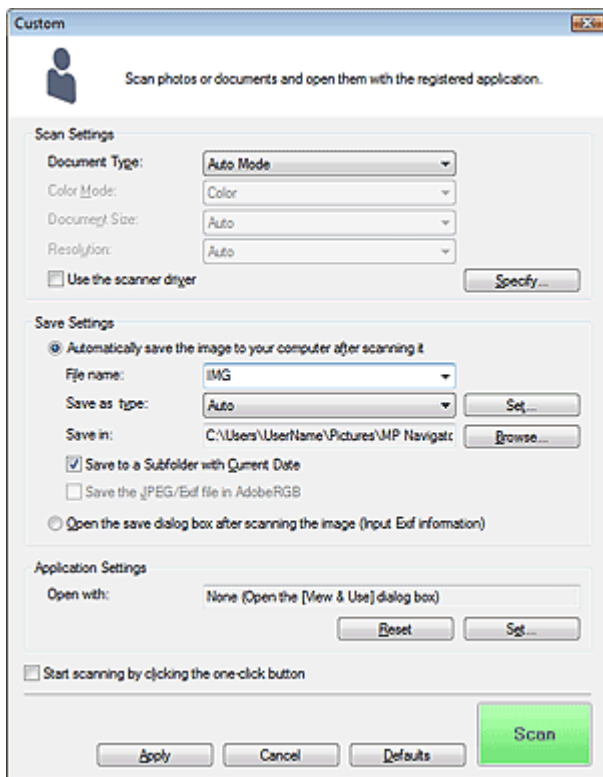 Custom
Scan photos or documents and open them with the registered application.
Scan Settings
Document Type: Auto Mode
Color Mode: Color
Document Size: Auto
Resolution: Auto
Use the scanner driver Specify...
Save Settings
Automatically save the image to your computer after scanning it
File name: IMG
Save as type: Auto Set...
Save in: C:\Users\UserName\Pictures\MP Navigatc Browse...
Save to a Subfolder with Current Date
Save the JPEG/Exif file in AdobeRGB
Open the save dialog box after scanning the image (Input Exif information)
Application Settings
Open with: None (Open the [View & Use] dialog box)
Reset Set...
Start scanning by clicking the one-click button
Scan
Apply Cancel Defaults